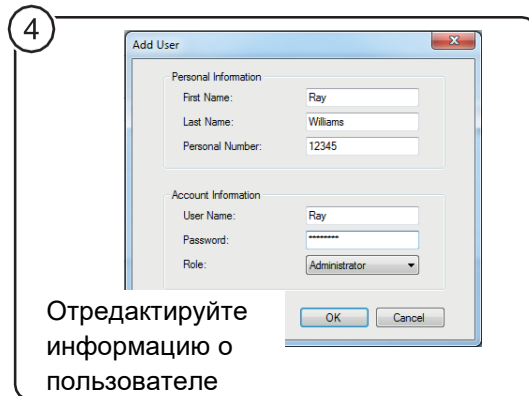 4
Add User
x
Personal Information
First Name: Ray
Last Name: Williams
Personal Number: 12345
Account Information
User Name: Ray
Password: ********
Role: Administrator
OK Cancel
Отредактируйте
информацию о
пользователе